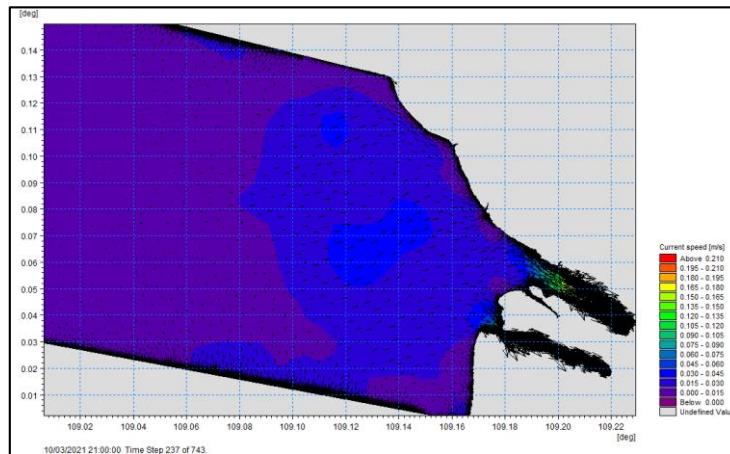 [deg]
0.14
0.13
0.12
0.11
0.10
0.09
0.08
0.07
0.06
0.05
0.04
0.03
0.02
0.01
109.02 109.04 109.06 109.08 109.10 109.12 109.14 109.16 109.18 109.20 109.22
[deg]
10/03/2021 21:00:00 Time Step 237 of 743.
Current speed [m/s]
Above 0.210
0.195 - 0.210
0.180 - 0.195
0.165 - 0.180
0.150 - 0.165
0.135 - 0.150
0.120 - 0.135
0.105 - 0.120
0.090 - 0.105
0.075 - 0.090
0.060 - 0.075
0.045 - 0.060
0.030 - 0.045
0.015 - 0.030
0.000 - 0.015
Below 0.000
Undefined Valu